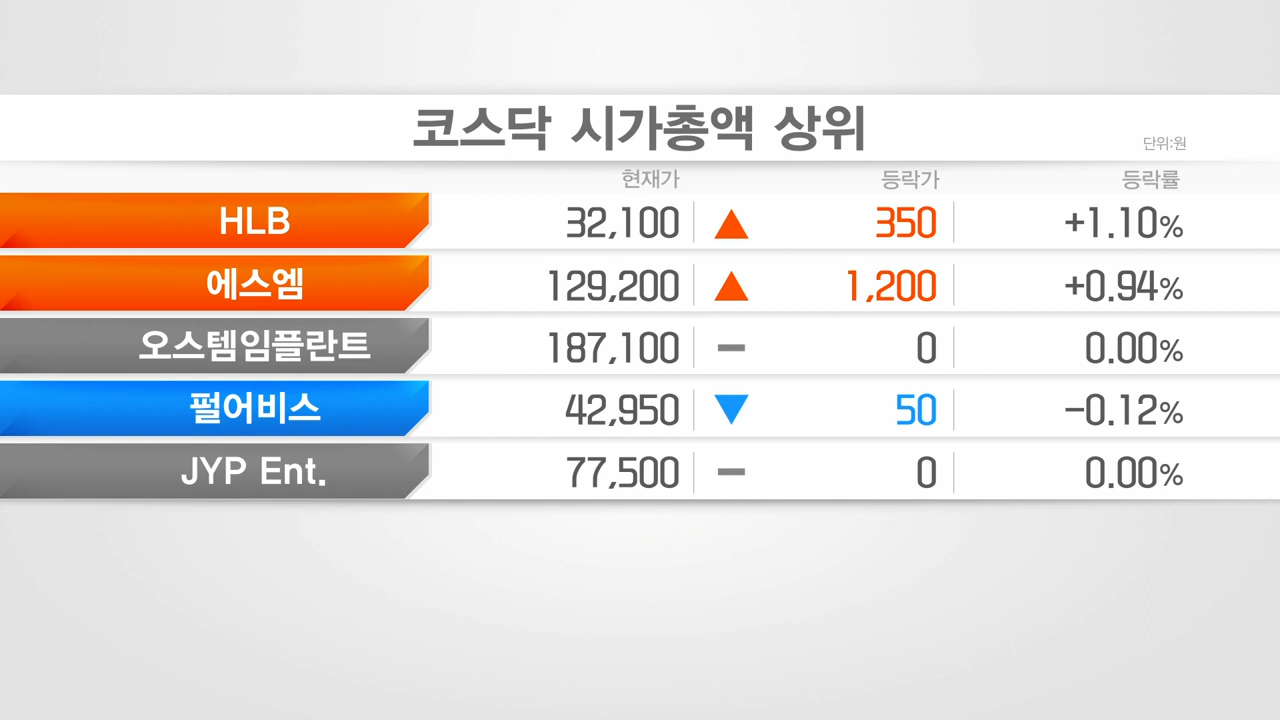 코스닥 시가총액 상위
단위:원
현재가 등락가 등락률
HLB 32,100 ▲ 350 +1.10%
에스엠 129,200 ▲ 1,200 +0.94%
오스템임플란트 187,100 － 0 0.00%
펄어비스 42,950 ▼ 50 -0.12%
JYP Ent. 77,500 － 0 0.00%